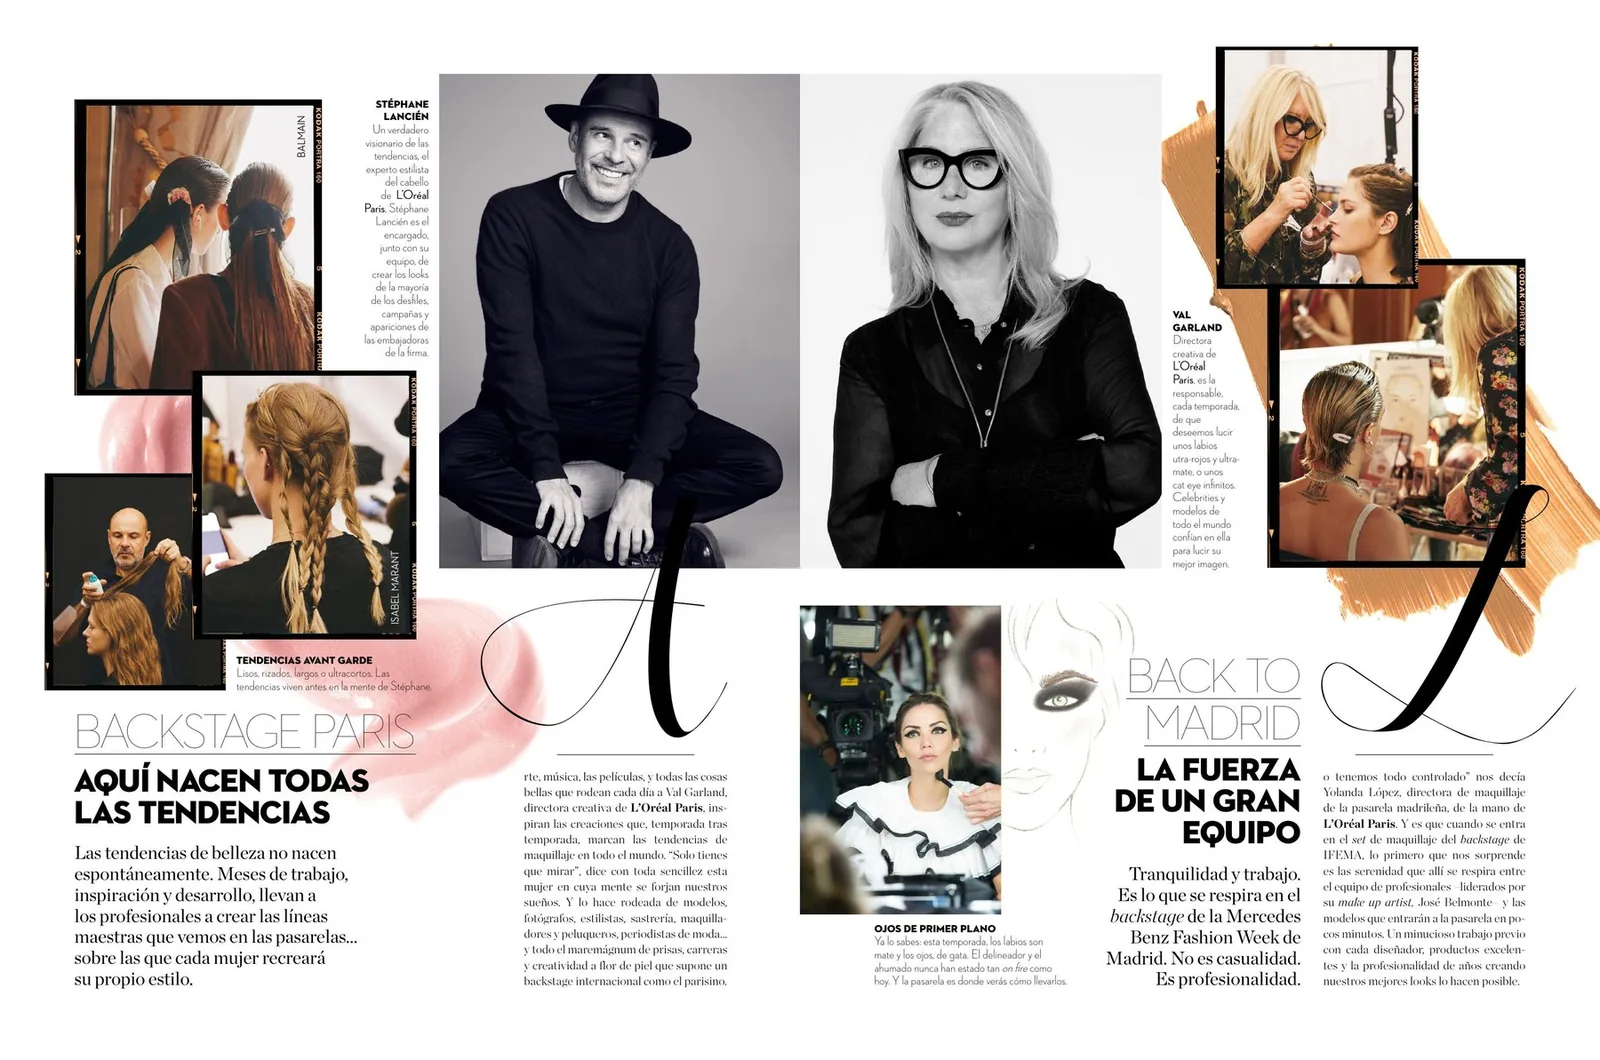 BALMAIN
KODAK PORTRA 160
KODAK PORTRA
STÉPHANE
LANCIÉN
Un verdadero
visionario de las
tendencias, el
experto estilista
del cabello
de L'Oréal
Paris, Stéphane
Lancién es el
encargado,
junto con su
equipo, de
crear los looks
de la mayoría
de los desfiles,
campañas y
apariciones de
las embajadoras
de la firma.
KODAK PORTRA 160
ISABEL MARANT
TENDENCIAS AVANT GARDE
Lisos, rizados, largos o ultracortos. Las
tendencias viven antes en la mente de Stéphane.
BACKSTAGE PARIS
AQUÍ NACEN TODAS
LAS TENDENCIAS
Las tendencias de belleza no nacen
espontáneamente. Meses de trabajo,
inspiración y desarrollo, llevan a
los profesionales a crear las líneas
maestras que vemos en las pasarelas...
sobre las que cada mujer recreará
su propio estilo.
A
rte, música, las películas, y todas las cosas
bellas que rodean cada día a Val Garland,
directora creativa de L'Oréal Paris, ins-
piran las creaciones que, temporada tras
temporada, marcan las tendencias de
maquillaje en todo el mundo. “Solo tienes
que mirar”, dice con toda sencillez esta
mujer en cuya mente se forjan nuestros
sueños. Y lo hace rodeada de modelos,
fotógrafos, estilistas, sastrería, maquilla-
dores y peluqueros, periodistas de moda...
y todo el maremágnum de prisas, carreras
y creatividad a flor de piel que supone un
backstage internacional como el parisino.
VAL
GARLAND
Directora
creativa de
L'Oréal
Paris, es la
responsable,
cada temporada,
de que
deseemos lucir
unos labios
utra-rojos y ultra-
mate, o unos
cat eye infinitos.
Celebrities y
modelos de
todo el mundo
confían en ella
para lucir su
mejor imagen.
KODAK PORTRA 160
KODAK PORTRA 160
OJOS DE PRIMER PLANO
Ya lo sabes: esta temporada, los labios son
mate y los ojos, de gata. El delineador y el
ahumado nunca han estado tan on fire como
hoy. Y la pasarela es donde verás cómo llevarlos.
BACK TO
MADRID
LA FUERZA
DE UN GRAN
EQUIPO
Tranquilidad y trabajo.
Es lo que se respira en el
backstage de la Mercedes
Benz Fashion Week de
Madrid. No es casualidad.
Es profesionalidad.
L
o tenemos todo controlado” nos decía
Yolanda López, directora de maquillaje
de la pasarela madrileña, de la mano de
L'Oréal Paris. Y es que cuando se entra
en el set de maquillaje del backstage de
IFEMA, lo primero que nos sorprende
es las serenidad que allí se respira entre
el equipo de profesionales –liderados por
su make up artist, José Belmonte– y las
modelos que entrarán a la pasarela en po-
cos minutos. Un minucioso trabajo previo
con cada diseñador, productos excelen-
tes y la profesionalidad de años creando
nuestros mejores looks lo hacen posible.